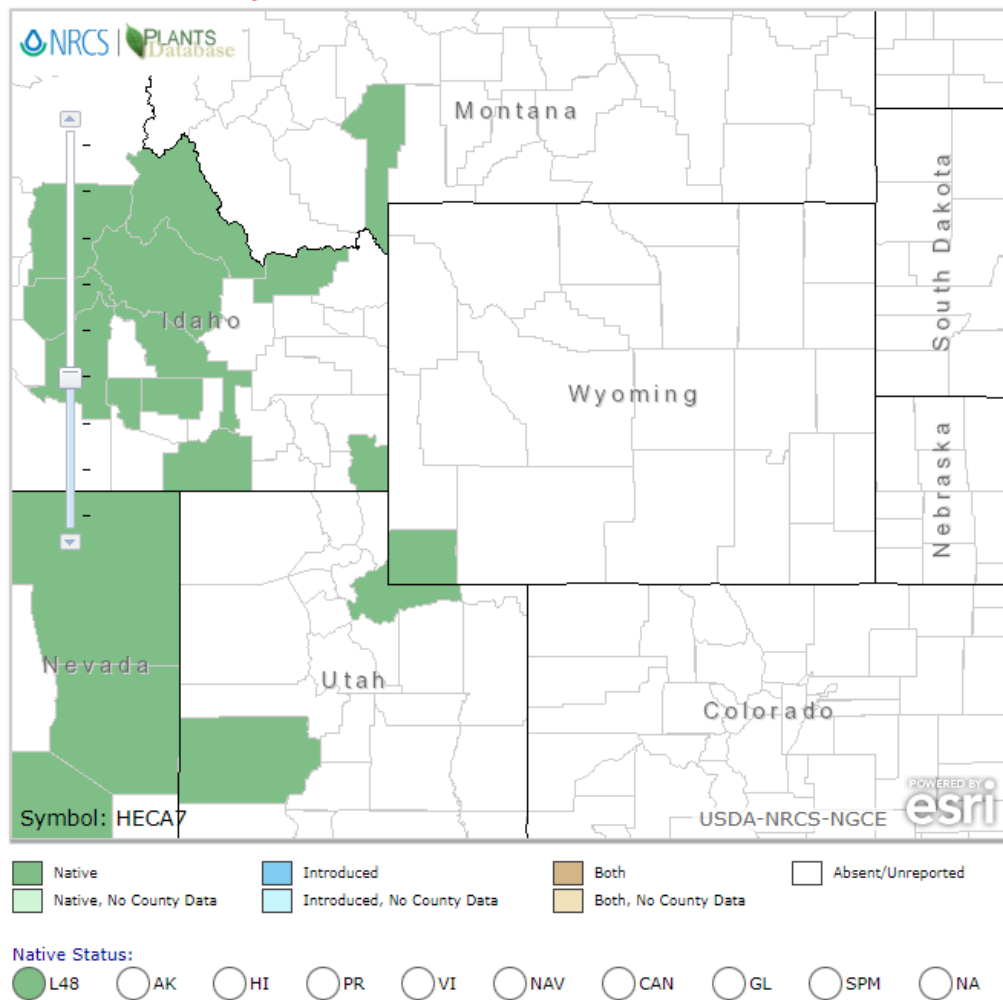 NRCS | PLANTS
Database
Montana
South Dakota
Idaho
Wyoming
Nebraska
Nevada
Utah
Colorado
POWERED BY
esri
Symbol: HECA7
USDA-NRCS-NGCE
Native
Introduced
Both
Absent/Unreported
Native, No County Data
Introduced, No County Data
Both, No County Data
Native Status:
L48 AK HI PR VI NAV CAN GL SPM NA